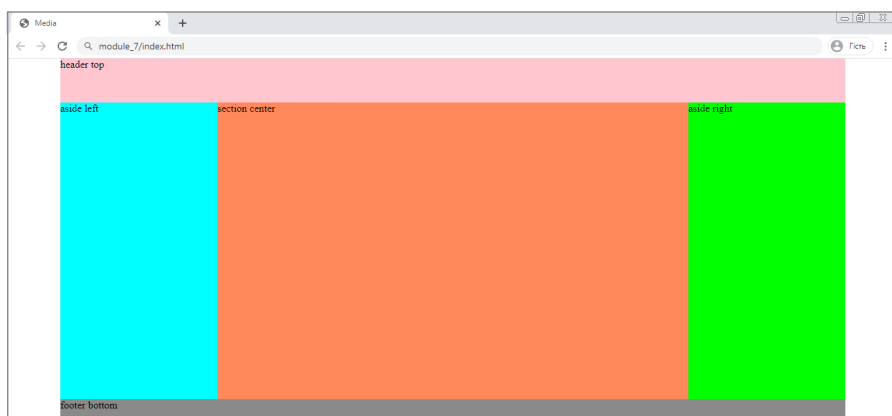 Media
module_7/index.html
Гість
header top
aside left
section center
aside right
footer bottom